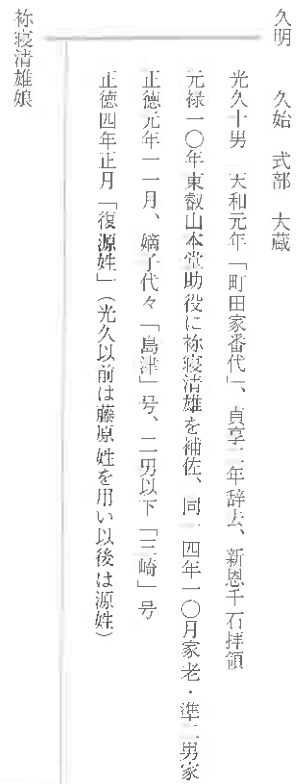 久明　久始　式部　大蔵
光久十男　天和元年「町田家番代」、貞享二年辞去、新恩千石拝領
元禄一〇年東叡山本堂助役に祢寝清雄を補佐、同一四年一〇月家老・準二男家
正徳元年一一月、嫡子代々「島津」号、二男以下「三崎」号
正徳四年正月「復源姓」（光久以前は藤原姓を用い以後は源姓）
祢寝清雄娘